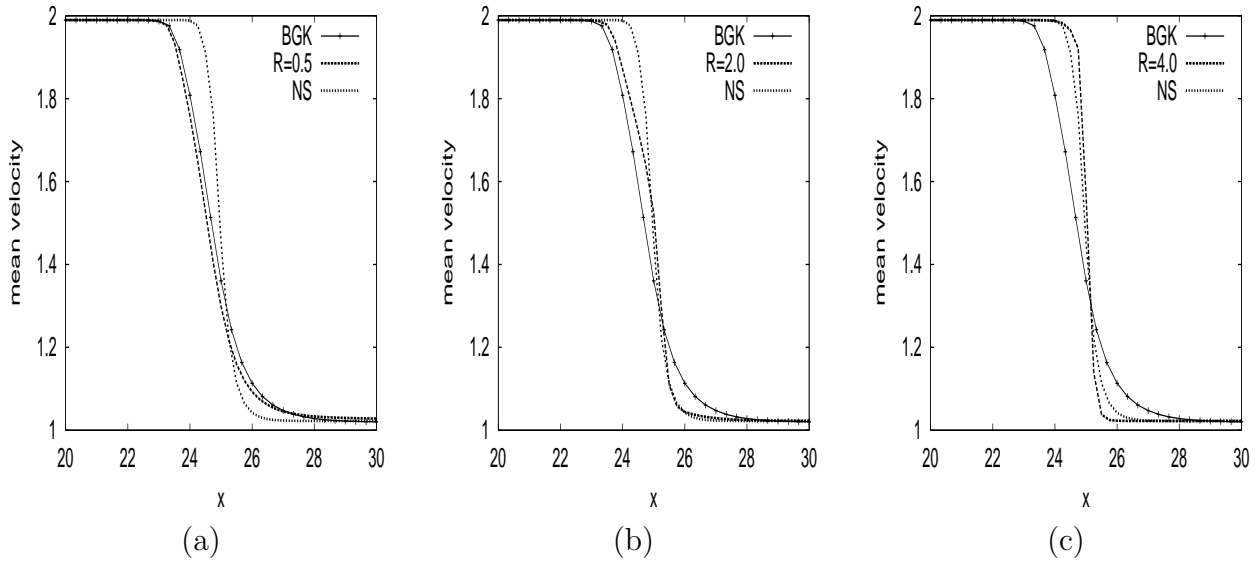 2
1.8
1.6
1.4
1.2
1
20 22 24 26 28 30
mean velocity
x
BGK
R=0.5
NS
(a)
2
1.8
1.6
1.4
1.2
1
20 22 24 26 28 30
mean velocity
x
BGK
R=2.0
NS
(b)
2
1.8
1.6
1.4
1.2
1
20 22 24 26 28 30
mean velocity
x
BGK
R=4.0
NS
(c)